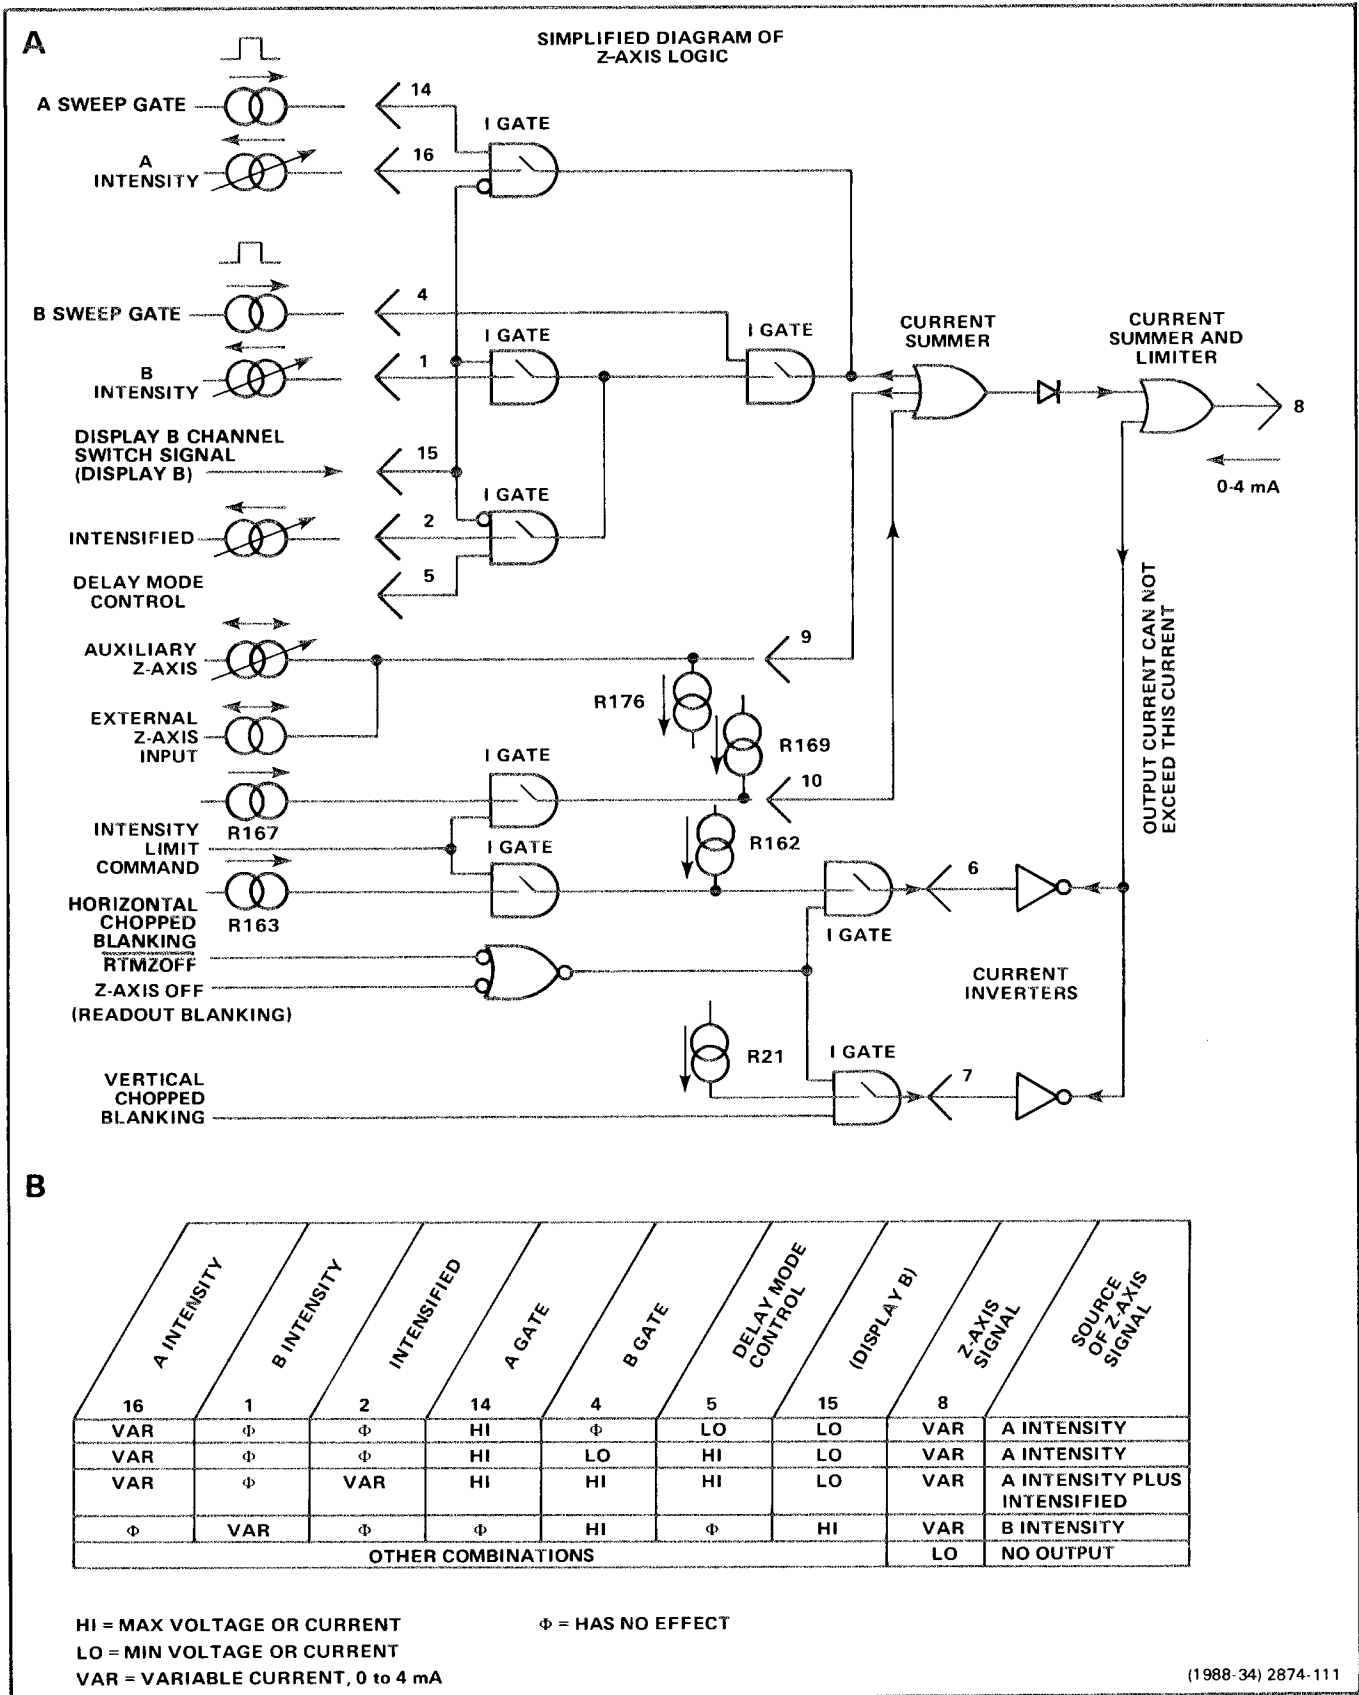 A
SIMPLIFIED DIAGRAM OF
Z-AXIS LOGIC
A SWEEP GATE
14
I GATE
A
INTENSITY
16
B SWEEP GATE
4
I GATE
I GATE
CURRENT
SUMMER
CURRENT
SUMMER AND
LIMITER
B
INTENSITY
1
8
DISPLAY B CHANNEL
SWITCH SIGNAL
(DISPLAY B)
15
0-4 mA
I GATE
INTENSIFIED
2
DELAY MODE
CONTROL
5
OUTPUT CURRENT CAN NOT
EXCEED THIS CURRENT
AUXILIARY
Z-AXIS
9
R176
EXTERNAL
Z-AXIS
INPUT
R169
I GATE
10
R167
INTENSITY
LIMIT
COMMAND
I GATE
R162
6
R163
HORIZONTAL
CHOPPED
BLANKING
I GATE
RTMZOFF
Z-AXIS OFF
(READOUT BLANKING)
CURRENT
INVERTERS
R21
I GATE
7
VERTICAL
CHOPPED
BLANKING
B
A INTENSITY
B INTENSITY
INTENSIFIED
A GATE
B GATE
DELAY MODE
CONTROL
(DISPLAY B)
Z-AXIS
SIGNAL
SOURCE
OF Z-AXIS
SIGNAL
16 1 2 14 4 5 15 8
VAR Φ Φ HI Φ LO LO VAR A INTENSITY
VAR Φ Φ HI LO HI LO VAR A INTENSITY
VAR Φ VAR HI HI HI LO VAR A INTENSITY PLUS
INTENSIFIED
Φ VAR Φ Φ HI Φ HI VAR B INTENSITY
OTHER COMBINATIONS LO NO OUTPUT
HI = MAX VOLTAGE OR CURRENT Φ = HAS NO EFFECT
LO = MIN VOLTAGE OR CURRENT
VAR = VARIABLE CURRENT, 0 to 4 mA
(1988-34) 2874-111